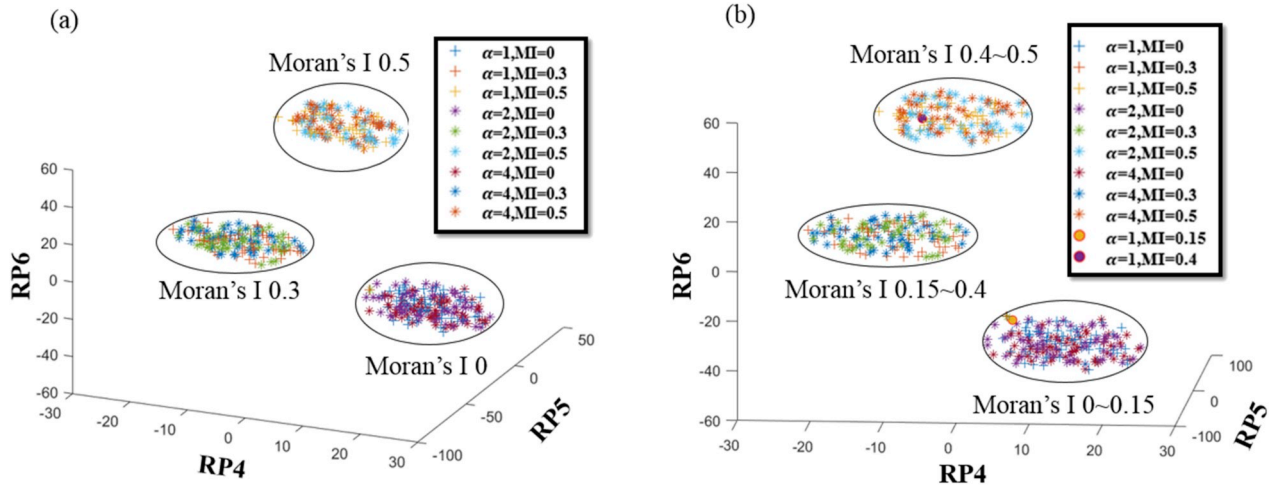 (a)
Moran's I 0.5
α=1,MI=0
α=1,MI=0.3
α=1,MI=0.5
α=2,MI=0
α=2,MI=0.3
α=2,MI=0.5
α=4,MI=0
α=4,MI=0.3
α=4,MI=0.5
Moran's I 0.3
Moran's I 0
60
40
20
0
-20
-40
-60
RP6
-30
-20
-10
0
10
20
30
RP4
-100
-50
0
50
RP5
(b)
Moran's I 0.4~0.5
α=1,MI=0
α=1,MI=0.3
α=1,MI=0.5
α=2,MI=0
α=2,MI=0.3
α=2,MI=0.5
α=4,MI=0
α=4,MI=0.3
α=4,MI=0.5
α=1,MI=0.15
α=1,MI=0.4
Moran's I 0.15~0.4
Moran's I 0~0.15
60
40
20
0
-20
-40
-60
RP6
-30
-20
-10
0
10
20
30
RP4
-100
0
100
RP5